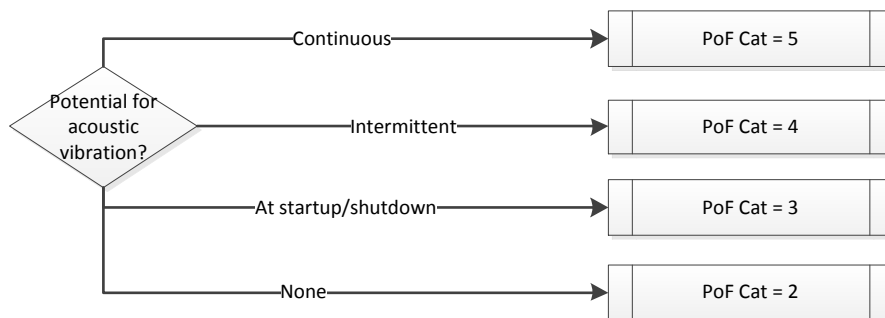 Continuous
PoF Cat = 5
Potential for
acoustic
vibration?
Intermittent
PoF Cat = 4
At startup/shutdown
PoF Cat = 3
None
PoF Cat = 2